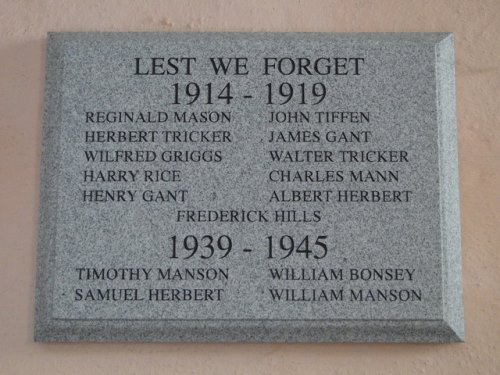 LEST WE FORGET
1914 - 1919
REGINALD MASON JOHN TIFFEN
HERBERT TRICKER JAMES GANT
WILFRED GRIGGS WALTER TRICKER
HARRY RICE CHARLES MANN
HENRY GANT ALBERT HERBERT
FREDERICK HILLS
1939 - 1945
TIMOTHY MANSON WILLIAM BONSEY
SAMUEL HERBERT WILLIAM MANSON